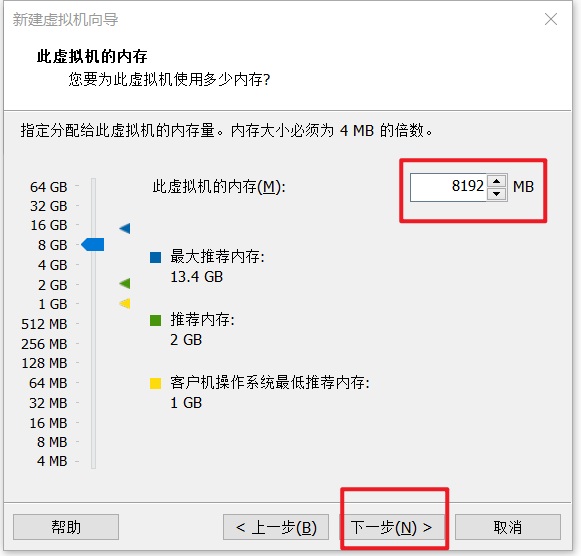 新建虚拟机向导
此虚拟机的内存
您要为此虚拟机使用多少内存?
指定分配给此虚拟机的内存量。内存大小必须为 4 MB 的倍数。
64 GB
32 GB
16 GB
8 GB
4 GB
2 GB
1 GB
512 MB
256 MB
128 MB
64 MB
32 MB
16 MB
8 MB
4 MB
此虚拟机的内存(M):
8192 MB
最大推荐内存:
13.4 GB
推荐内存:
2 GB
客户机操作系统最低推荐内存:
1 GB
帮助
< 上一步(B)
下一步(N) >
取消